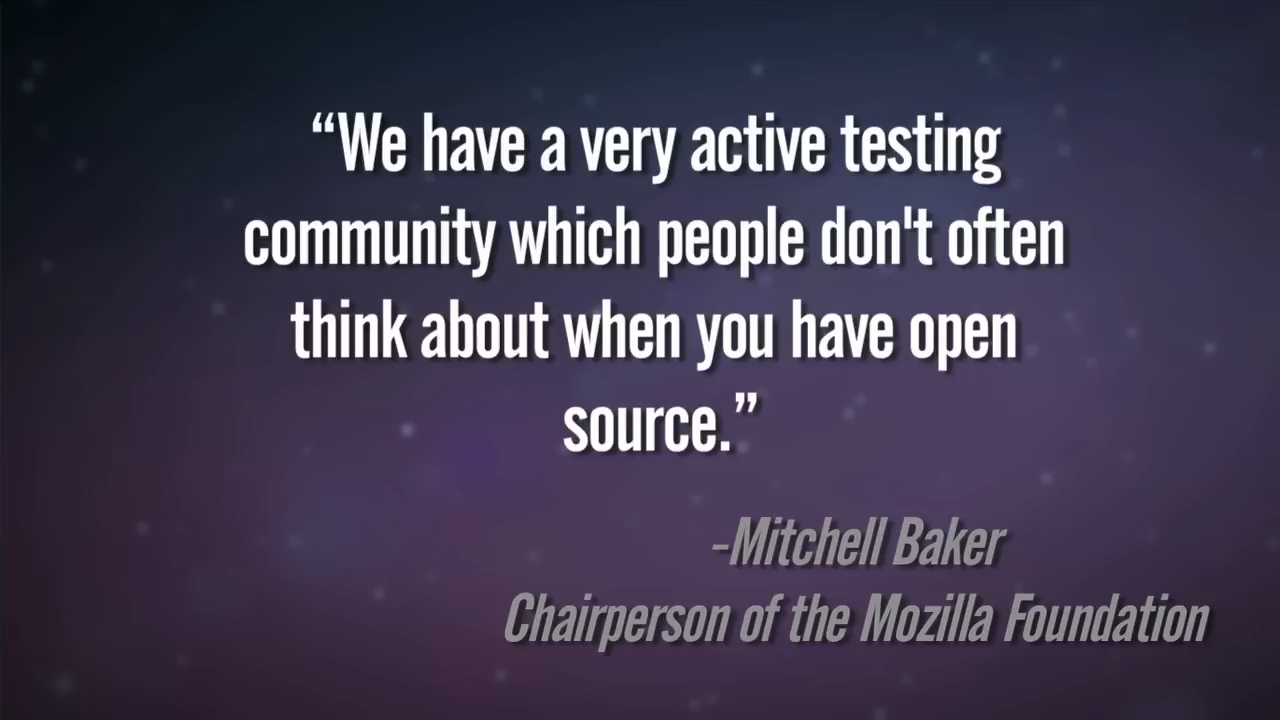 “We have a very active testing
community which people don't often
think about when you have open
source.”
-Mitchell Baker
Chairperson of the Mozilla Foundation